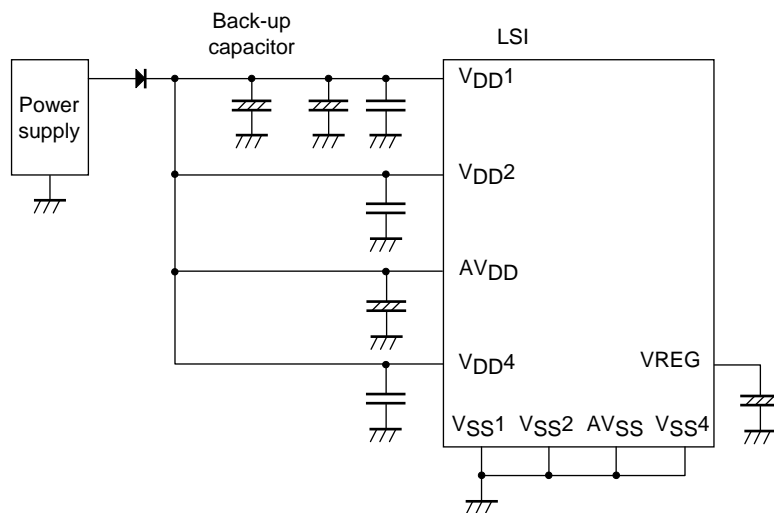 Back-up
capacitor
LSI
Power
supply
VDD1
VDD2
AVDD
VDD4
VREG
VSS1 VSS2 AVSS VSS4